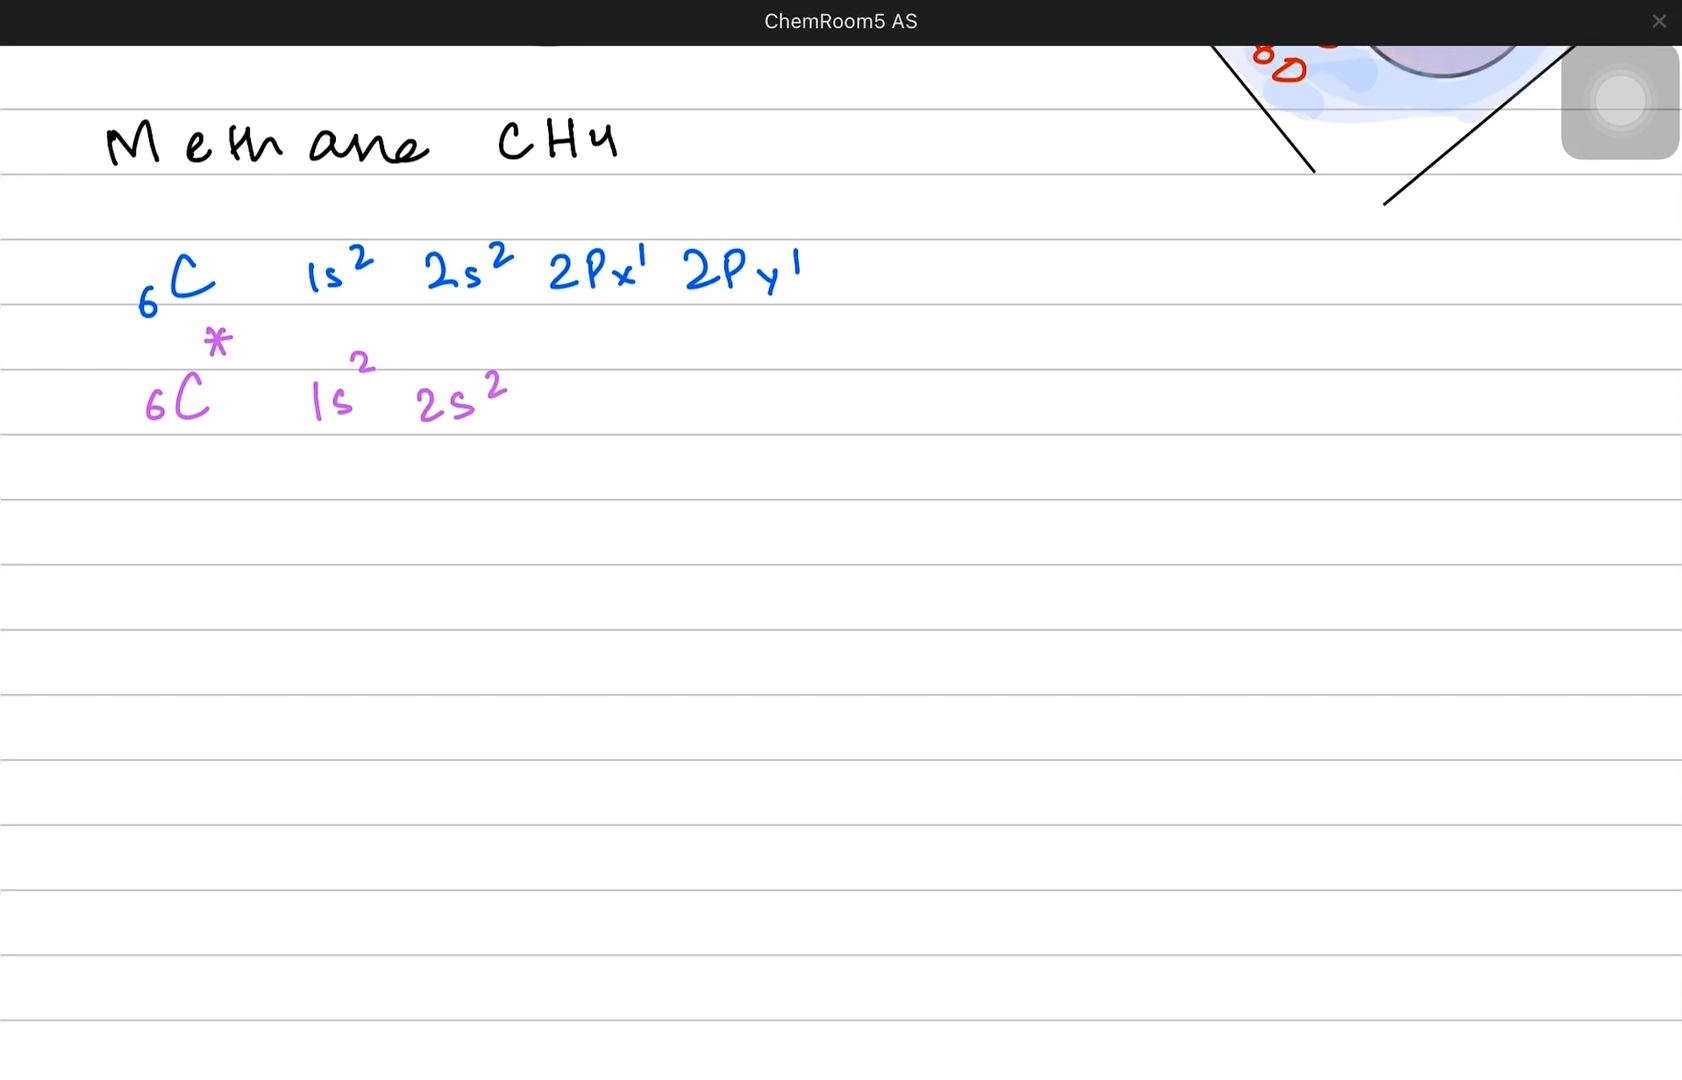 ChemRoom5 AS
Methane CH4
₆C 1s² 2s² 2Px¹ 2Py¹
₆C* 1s² 2s²